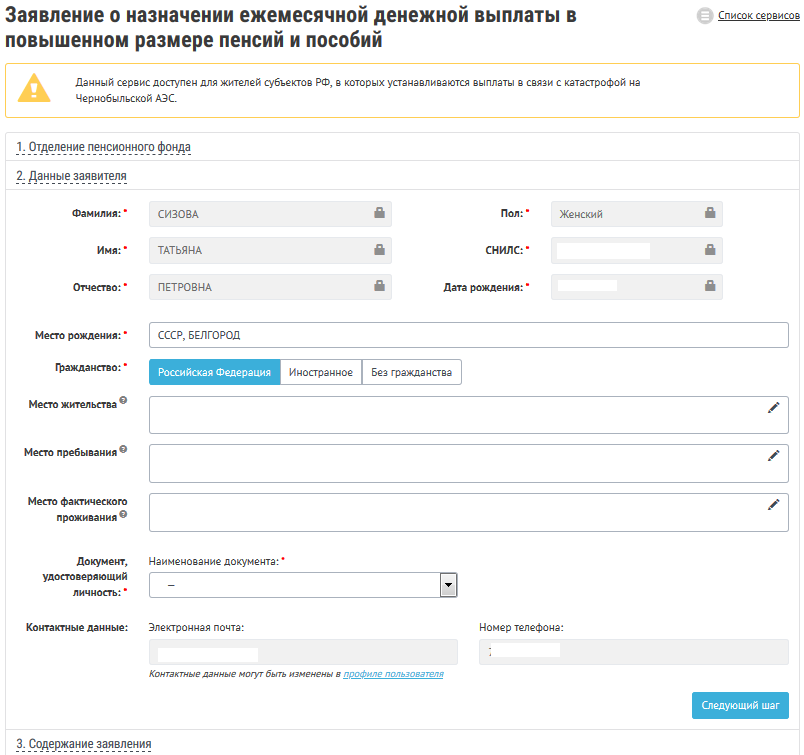 Заявление о назначении ежемесячной денежной выплаты в
повышенном размере пенсий и пособий
Список сервисов
Данный сервис доступен для жителей субъектов РФ, в которых устанавливаются выплаты в связи с катастрофой на
Чернобыльской АЭС.
1. Отделение пенсионного фонда
2. Данные заявителя
Фамилия: * СИЗОВА
Пол: * Женский
Имя: * ТАТЬЯНА
СНИЛС: *
Отчество: * ПЕТРОВНА
Дата рождения: *
Место рождения: * СССР, БЕЛГОРОД
Гражданство: * Российская Федерация Иностранное Без гражданства
Место жительства ?
Место пребывания ?
Место фактического
проживания ?
Документ,
удостоверяющий
личность: *
Наименование документа: *
—
Контактные данные:
Электронная почта:
Номер телефона:
Контактные данные могут быть изменены в профиле пользователя
Следующий шаг
3. Содержание заявления